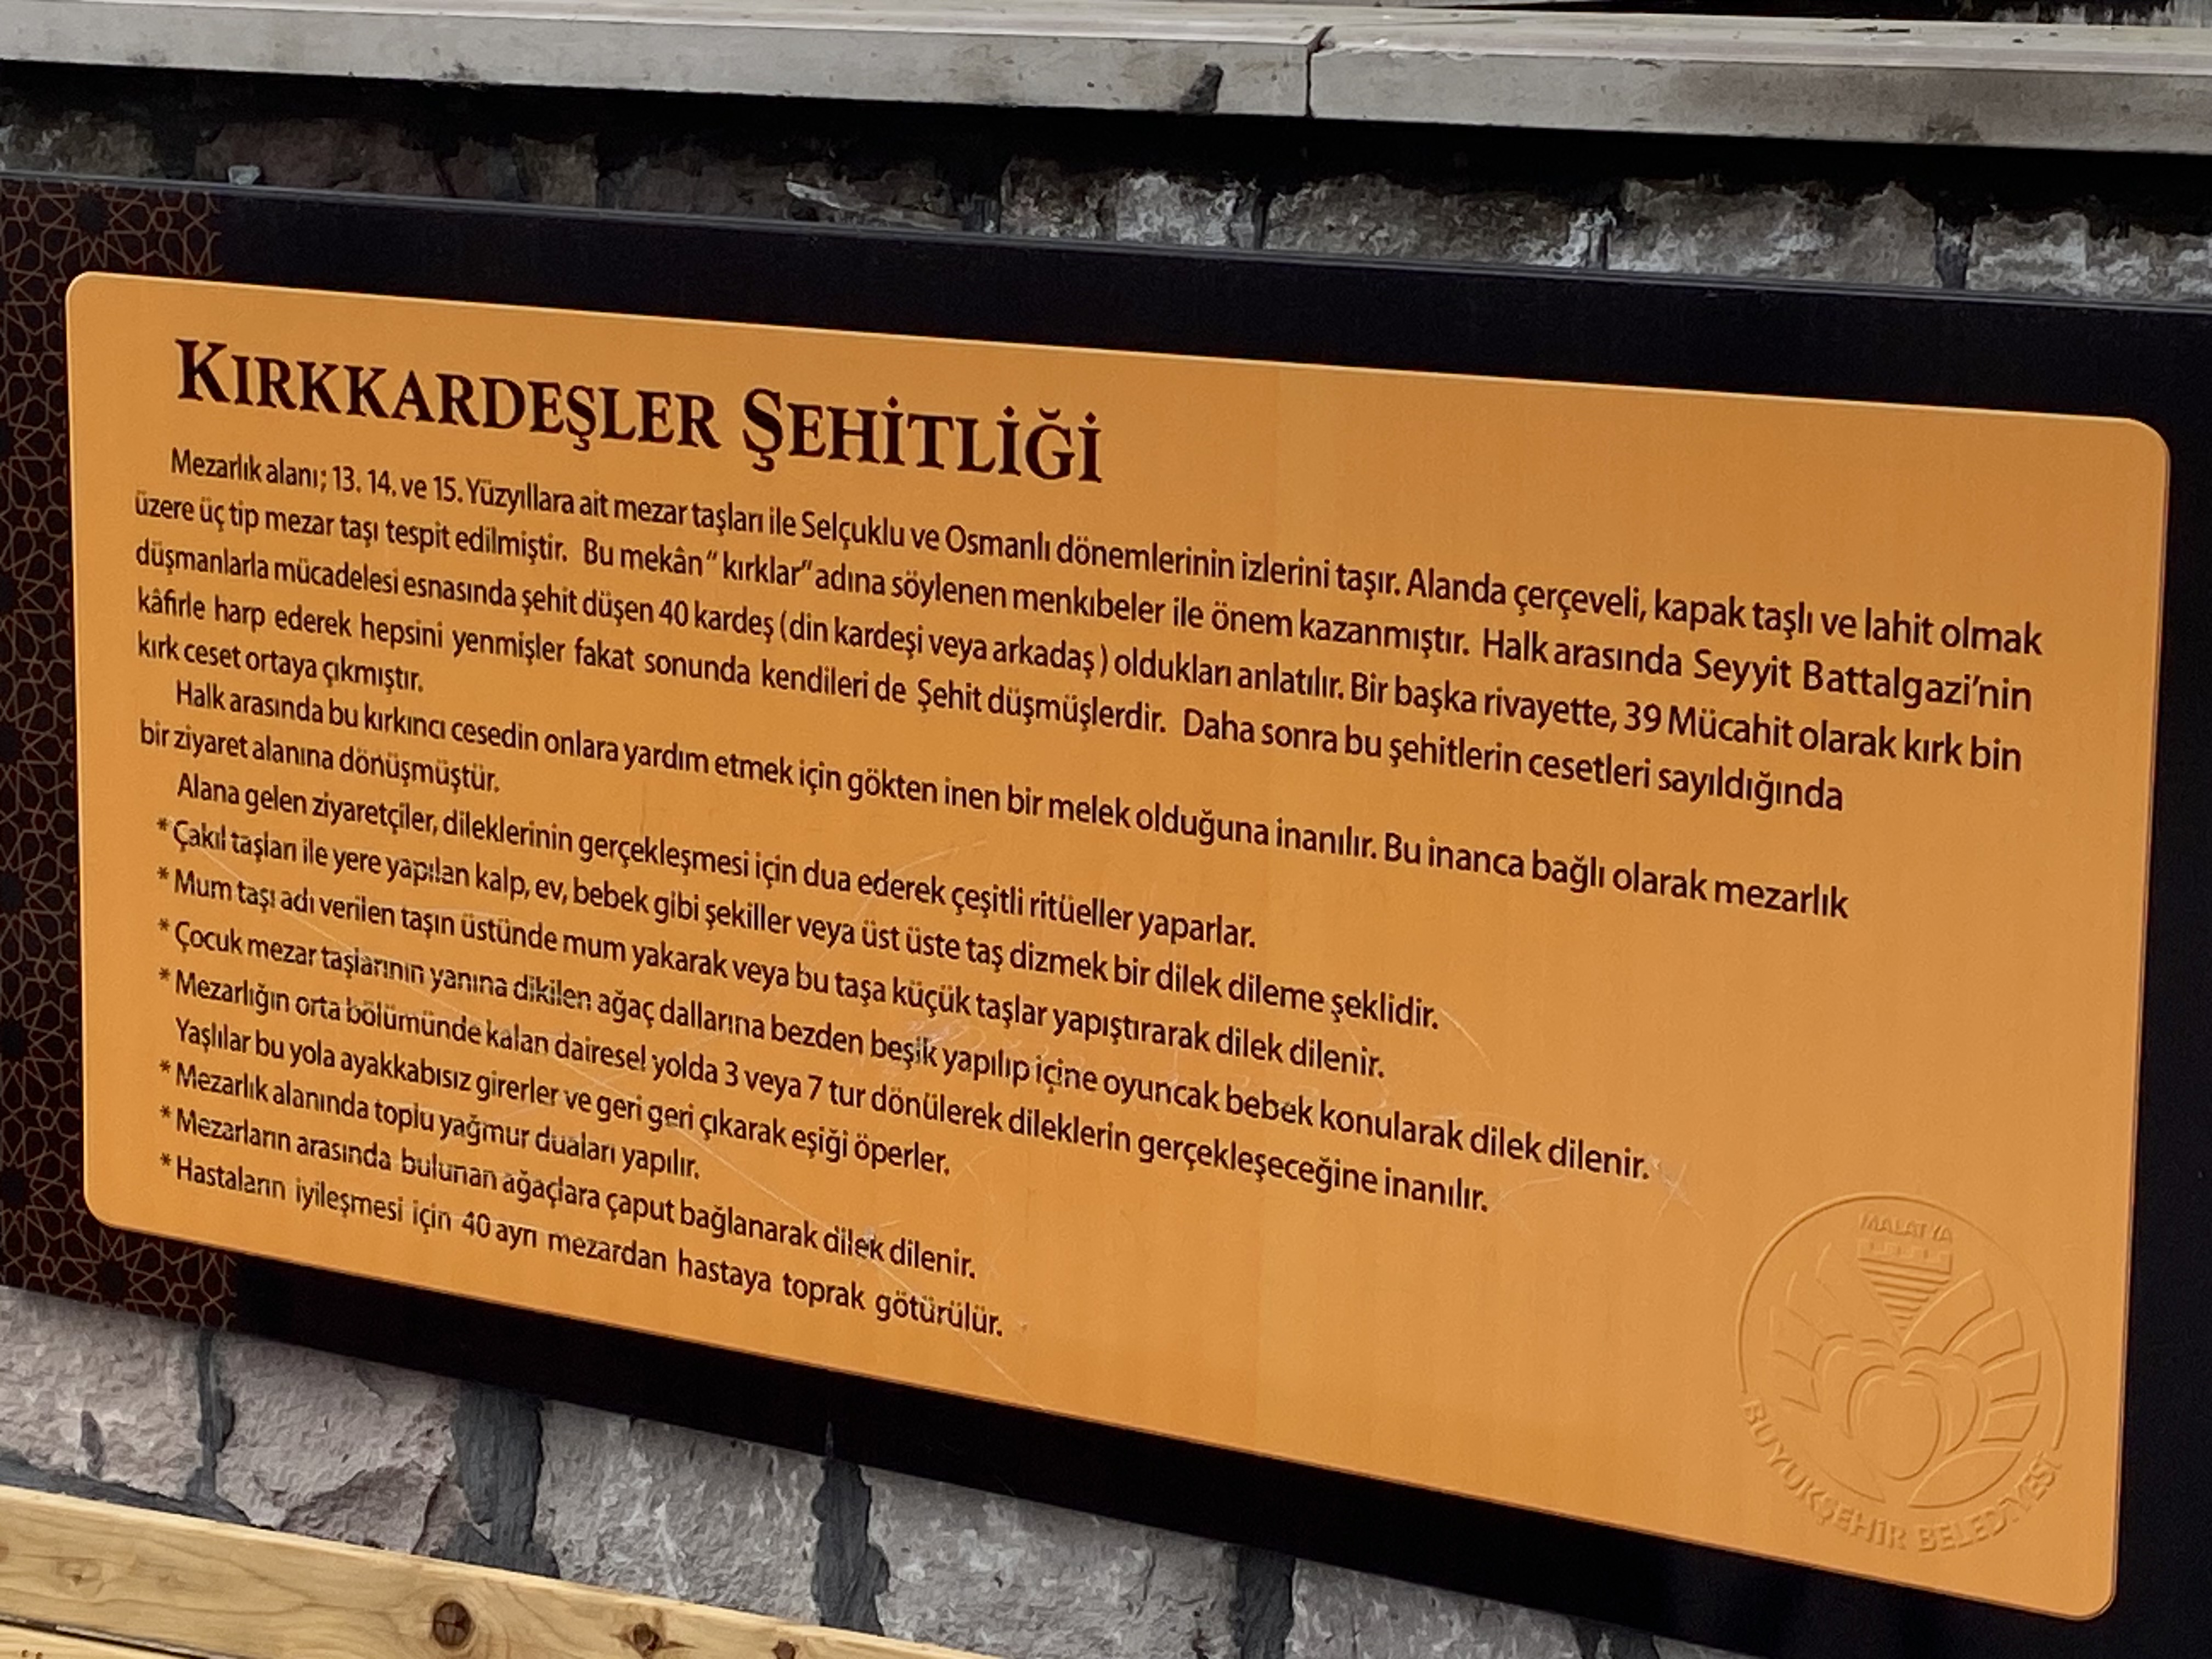 KIRKKARDEŞLER ŞEHİTLİĞİ
Mezarlık alanı; 13. 14. ve 15. Yüzyıllara ait mezar taşları ile Selçuklu ve Osmanlı dönemlerinin izlerini taşır. Alanda çerçeveli, kapak taşlı ve lahit olmak
üzere üç tip mezar taşı tespit edilmiştir. Bu mekân “ kırklar” adına söylenen menkıbeler ile önem kazanmıştır. Halk arasında Seyyit Battalgazi’nin
düşmanlarla mücadelesi esnasında şehit düşen 40 kardeş (din kardeşi veya arkadaş ) oldukları anlatılır. Bir başka rivayette, 39 Mücahit olarak kırk bin
kâfirle harp ederek hepsini yenmişler fakat sonunda kendileri de Şehit düşmüşlerdir. Daha sonra bu şehitlerin cesetleri sayıldığında
kırk ceset ortaya çıkmıştır.
Halk arasında bu kırkıncı cesedin onlara yardım etmek için gökten inen bir melek olduğuna inanılır. Bu inanca bağlı olarak mezarlık
bir ziyaret alanına dönüşmüştür.
Alana gelen ziyaretçiler, dileklerinin gerçekleşmesi için dua ederek çeşitli ritüeller yaparlar.
* Çakıl taşları ile yere yapılan kalp, ev, bebek gibi şekiller veya üst üste taş dizmek bir dilek dileme şeklidir.
* Mum taşı adı verilen taşın üstünde mum yakarak veya bu taşa küçük taşlar yapıştırarak dilek dilenir.
* Çocuk mezar taşlarının yanına dikilen ağaç dallarına bezden beşik yapılıp içine oyuncak bebek konularak dilek dilenir.
* Mezarlığın orta bölümünde kalan dairesel yolda 3 veya 7 tur dönülerek dileklerin gerçekleşeceğine inanılır.
Yaşlılar bu yola ayakkabısız girerler ve geri geri çıkarak eşiği öperler.
* Mezarlık alanında toplu yağmur duaları yapılır.
* Mezarların arasında bulunan ağaçlara çaput bağlanarak dilek dilenir.
* Hastaların iyileşmesi için 40 ayrı mezardan hastaya toprak götürülür.
MALATYA
BÜYÜKŞEHİR BELEDİYESİ